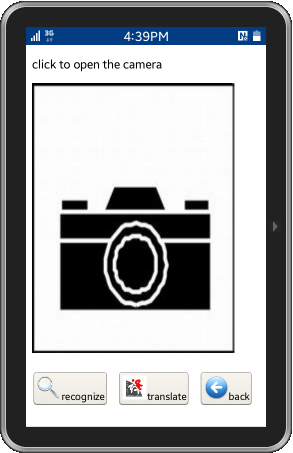 3G
4:39PM
click to open the camera
recognize
translate
back